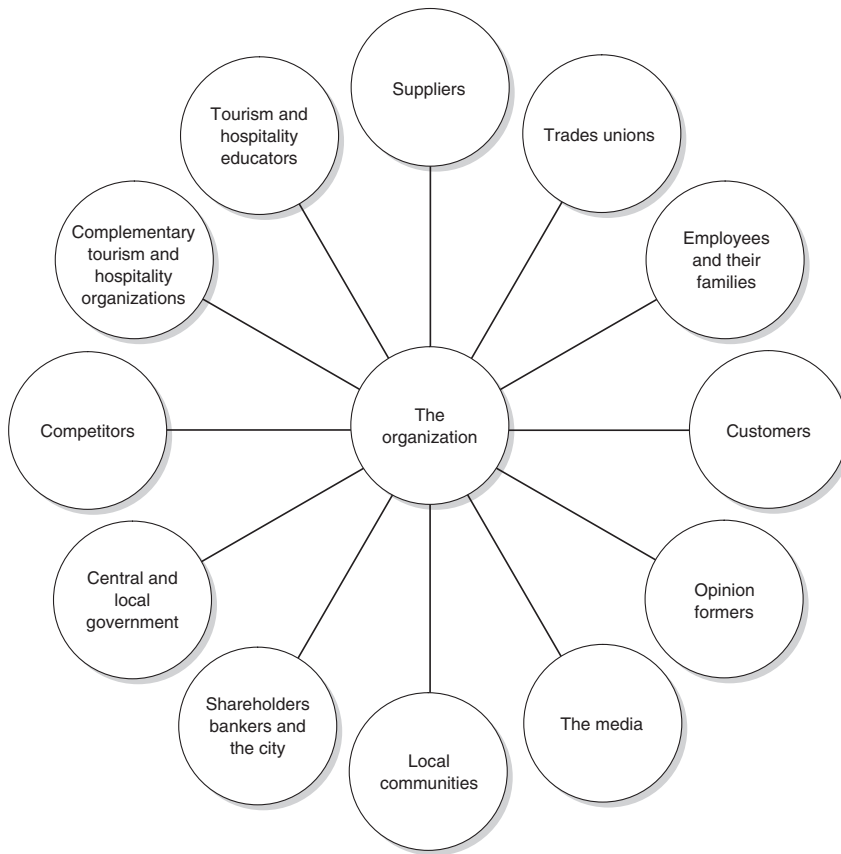 Suppliers
Trades unions
Tourism and
hospitality
educators
Employees
and their
families
Complementary
tourism and
hospitality
organizations
The
organization
Competitors
Customers
Central and
local
government
Opinion
formers
Shareholders
bankers and
the city
The media
Local
communities